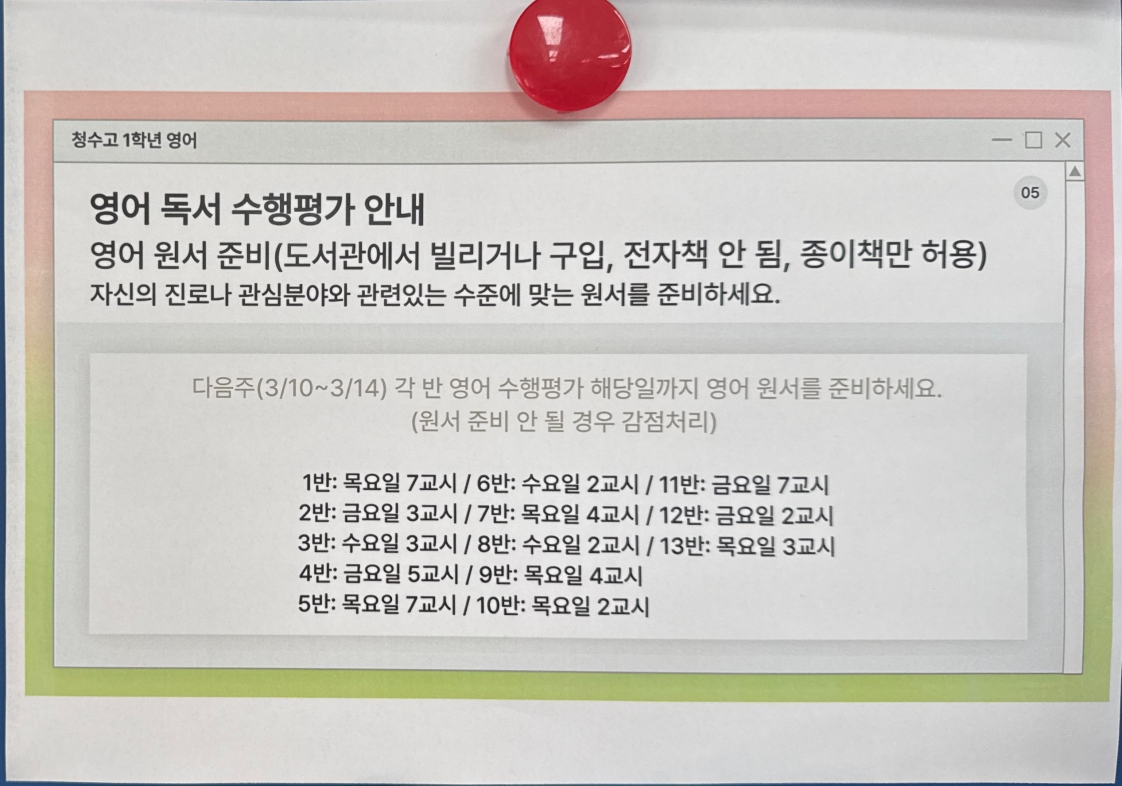 청수고 1학년 영어
05
영어 독서 수행평가 안내
영어 원서 준비(도서관에서 빌리거나 구입, 전자책 안 됨, 종이책만 허용)
자신의 진로나 관심분야와 관련있는 수준에 맞는 원서를 준비하세요.
다음주(3/10~3/14) 각 반 영어 수행평가 해당일까지 영어 원서를 준비하세요.
(원서 준비 안 될 경우 감점처리)
1반: 목요일 7교시 / 6반: 수요일 2교시 / 11반: 금요일 7교시
2반: 금요일 3교시 / 7반: 목요일 4교시 / 12반: 금요일 2교시
3반: 수요일 3교시 / 8반: 수요일 2교시 / 13반: 목요일 3교시
4반: 금요일 5교시 / 9반: 목요일 4교시
5반: 목요일 7교시 / 10반: 목요일 2교시